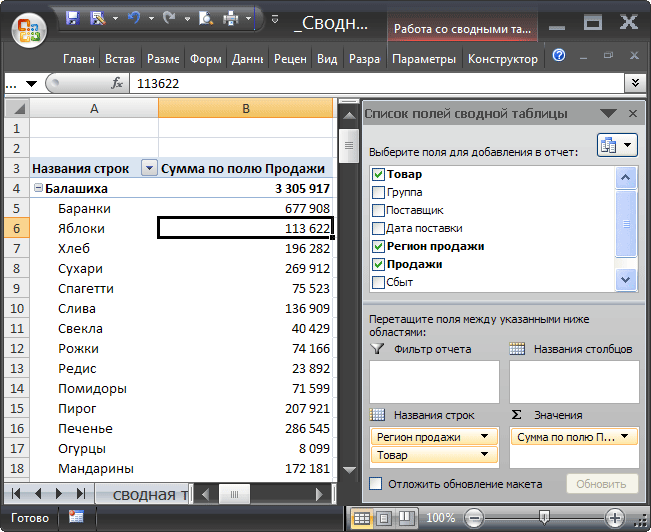 _Сводн...
Работа со сводными та...
Главн Встав Разме Форм Даннь Рецен Вид Разра Параметры Конструктор
... fx 113622
A B
Список полей сводной таблицы
1
2
Выберите поля для добавления в отчет:
3 Названия строк Сумма по полю Продажи
4 Балашиха 3 305 917
5 Баранки 677 908
6 Яблоки 113 622
7 Хлеб 196 282
8 Сухари 269 912
9 Спагетти 75 523
10 Слива 136 909
11 Свекла 40 429
12 Рожки 74 166
13 Редис 23 892
14 Помидоры 71 599
15 Пирог 207 921
16 Печенье 286 545
17 Огурцы 8 099
18 Мандарины 172 181
Товар
Группа
Поставщик
Дата поставки
Регион продажи
Продажи
Сбыт
Перетащите поля между указанными ниже
областями:
Фильтр отчета Названия столбцов
Названия строк Σ Значения
Регион продажи Сумма по полю П...
Товар
Отложить обновление макета Обновить
сводная т
Готово 100%